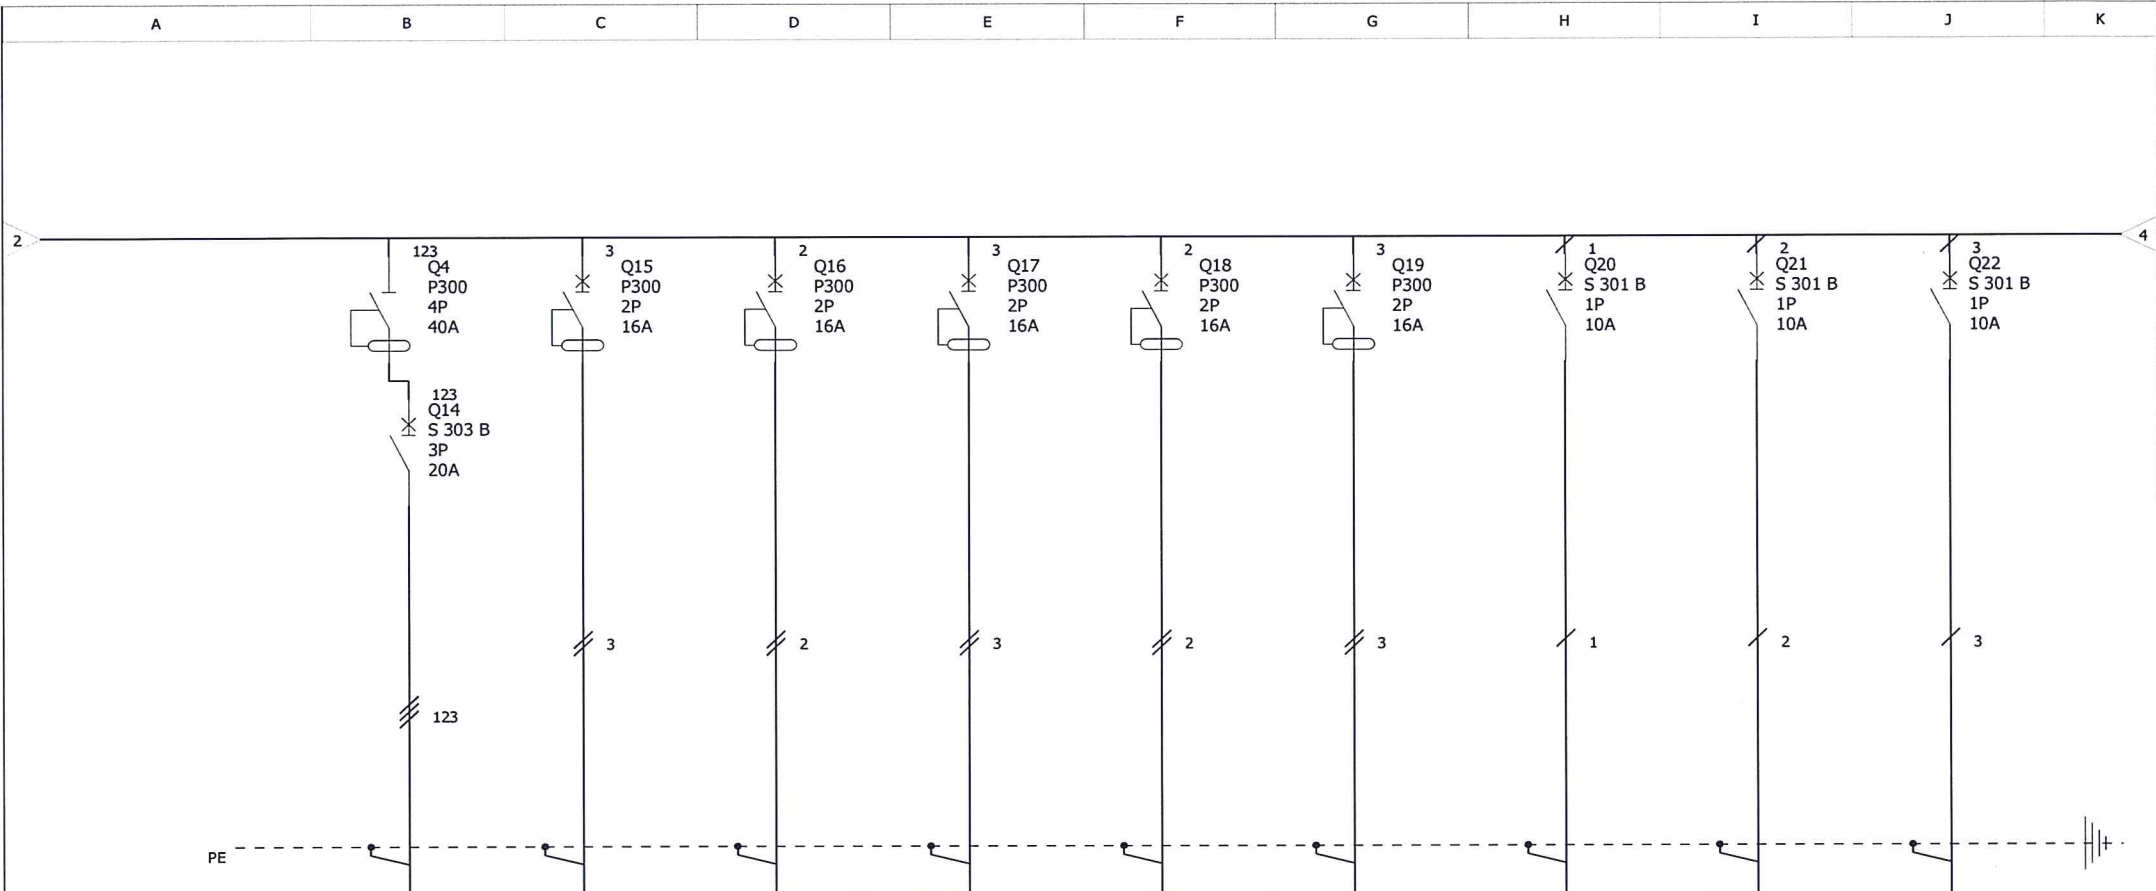 A B C D E F G H I J K
2
4
123
Q4
P300
4P
40A
123
Q14
S 303 B
3P
20A
123
3
Q15
P300
2P
16A
3
2
Q16
P300
2P
16A
2
3
Q17
P300
2P
16A
3
2
Q18
P300
2P
16A
2
3
Q19
P300
2P
16A
3
1
Q20
S 301 B
1P
10A
1
2
Q21
S 301 B
1P
10A
2
3
Q22
S 301 B
1P
10A
3
PE